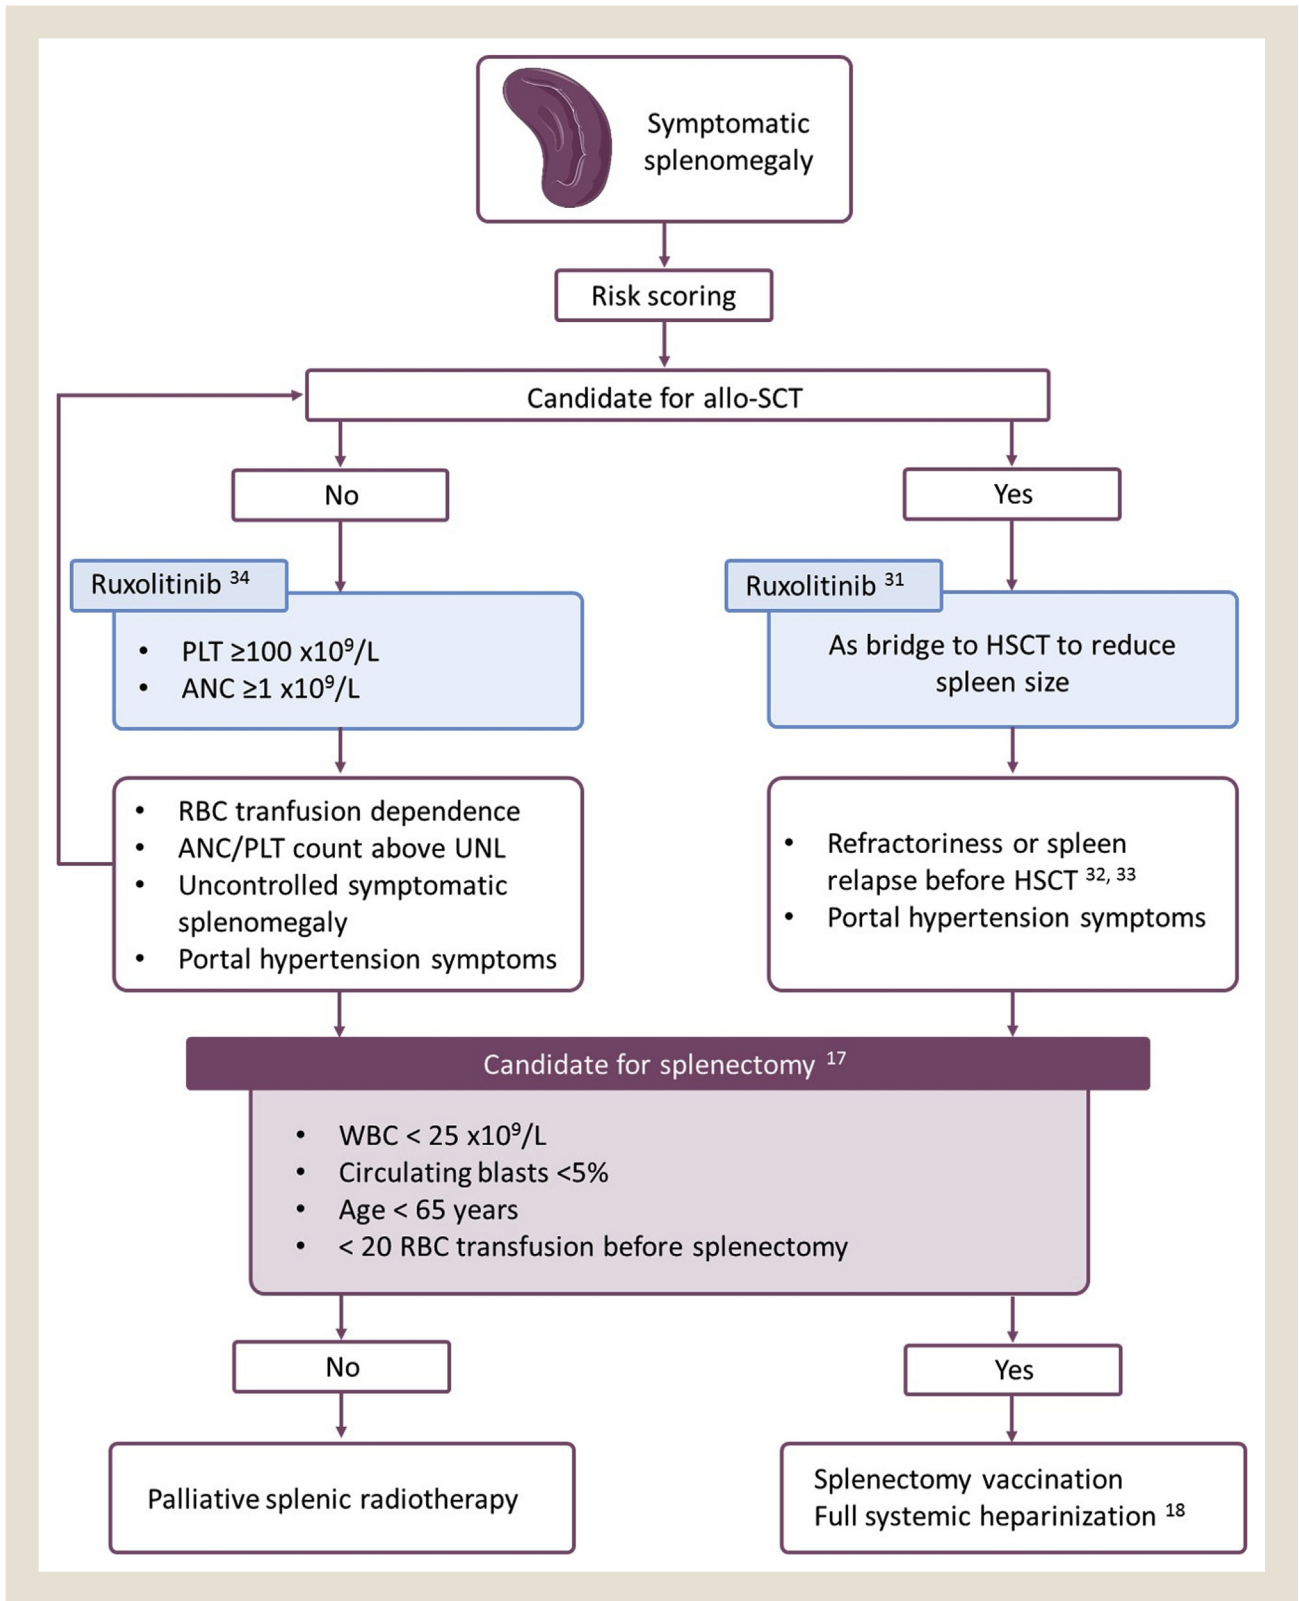 Symptomatic
splenomegaly
Risk scoring
Candidate for allo-SCT
No
Yes
Ruxolitinib ³⁴
• PLT ≥100 x10⁹/L
• ANC ≥1 x10⁹/L
Ruxolitinib ³¹
As bridge to HSCT to reduce
spleen size
• RBC tranfusion dependence
• ANC/PLT count above UNL
• Uncontrolled symptomatic
splenomegaly
• Portal hypertension symptoms
• Refractoriness or spleen
relapse before HSCT ³²˒ ³³
• Portal hypertension symptoms
Candidate for splenectomy ¹⁷
• WBC < 25 x10⁹/L
• Circulating blasts <5%
• Age < 65 years
• < 20 RBC transfusion before splenectomy
No
Yes
Palliative splenic radiotherapy
Splenectomy vaccination
Full systemic heparinization ¹⁸